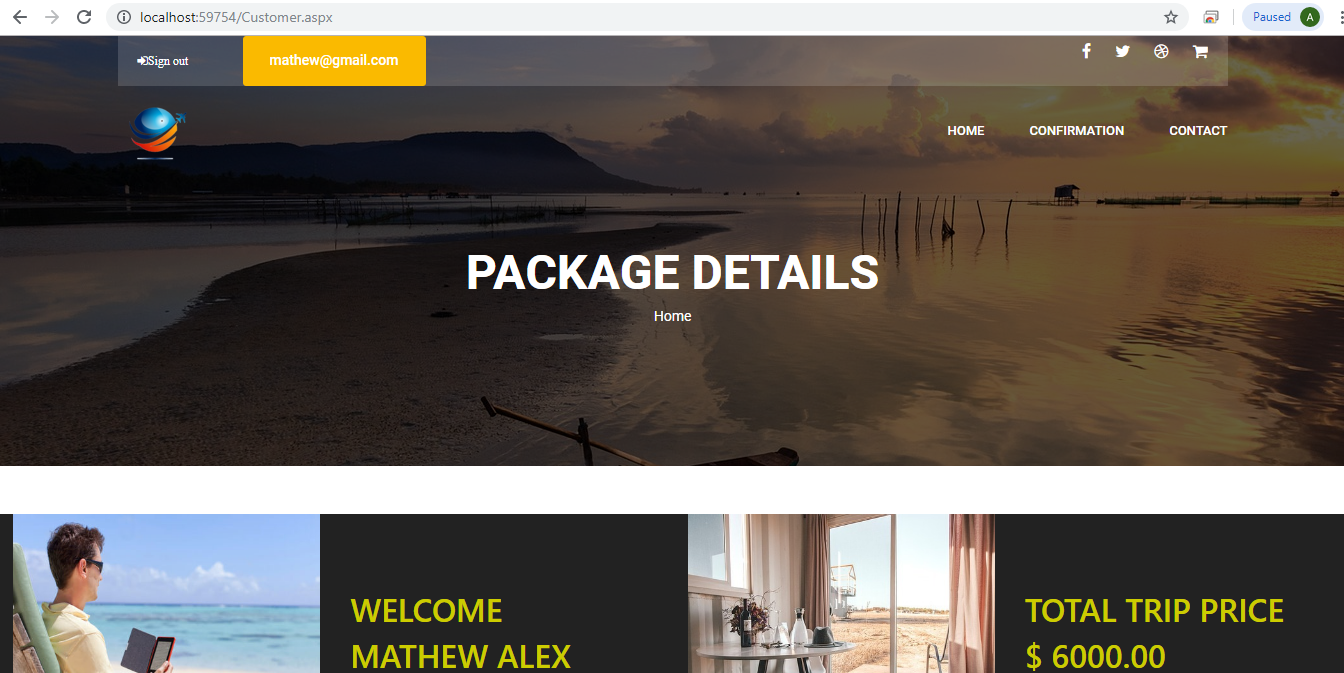 localhost:59754/Customer.aspx
Paused
A
Sign out
mathew@gmail.com
HOME
CONFIRMATION
CONTACT
PACKAGE DETAILS
Home
WELCOME
MATHEW ALEX
TOTAL TRIP PRICE
$ 6000.00